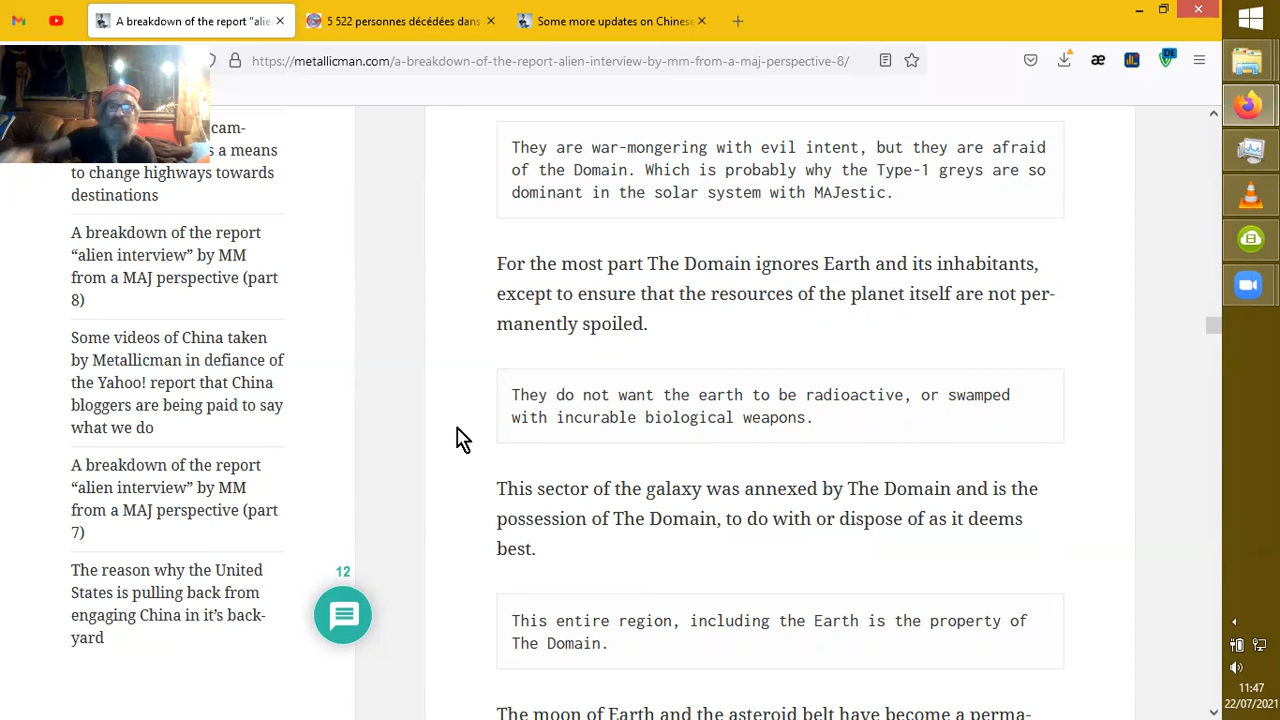 A breakdown of the report "alie
5 522 personnes décédées dans
Some more updates on Chinese
https://metallicman.com/a-breakdown-of-the-report-alien-interview-by-mm-from-a-maj-perspective-8/
DE
cam-
s a means
to change highways towards
destinations
A breakdown of the report
“alien interview” by MM
from a MAJ perspective (part
8)
Some videos of China taken
by Metallicman in defiance of
the Yahoo! report that China
bloggers are being paid to say
what we do
A breakdown of the report
“alien interview” by MM
from a MAJ perspective (part
7)
The reason why the United
States is pulling back from
engaging China in it’s back-
yard
12
They are war-mongering with evil intent, but they are afraid
of the Domain. Which is probably why the Type-1 greys are so
dominant in the solar system with MAJestic.
For the most part The Domain ignores Earth and its inhabitants,
except to ensure that the resources of the planet itself are not per-
manently spoiled.
They do not want the earth to be radioactive, or swamped
with incurable biological weapons.
This sector of the galaxy was annexed by The Domain and is the
possession of The Domain, to do with or dispose of as it deems
best.
This entire region, including the Earth is the property of
The Domain.
The moon of Earth and the asteroid belt have become a perma-
11:47
22/07/2021